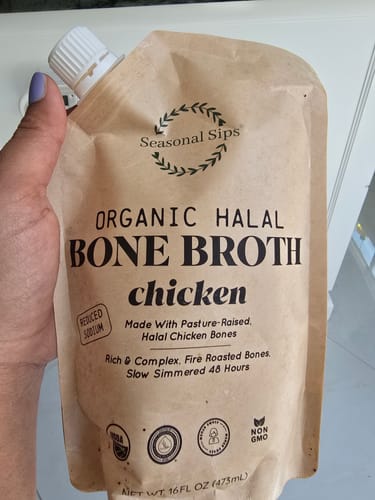 Seasonal Sips
ORGANIC HALAL
BONE BROTH
chicken
REDUCED
SODIUM
Made With Pasture-Raised,
Halal Chicken Bones
Rich & Complex, Fire Roasted Bones,
Slow Simmered 48 Hours
USDA
NON
GMO
NET WT. 16FL OZ (473mL)